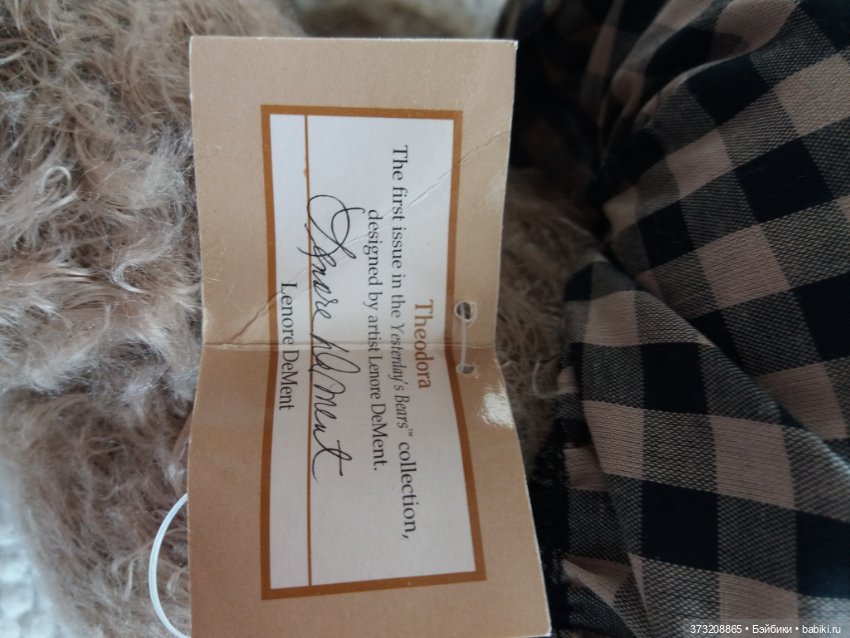 Theodora
The first issue in the Yesterday's Bears™ collection,
designed by artist Lenore DeMent.
Lenore DeMent
Lenore DeMent
373208865 • Бэйбики • babiki.ru